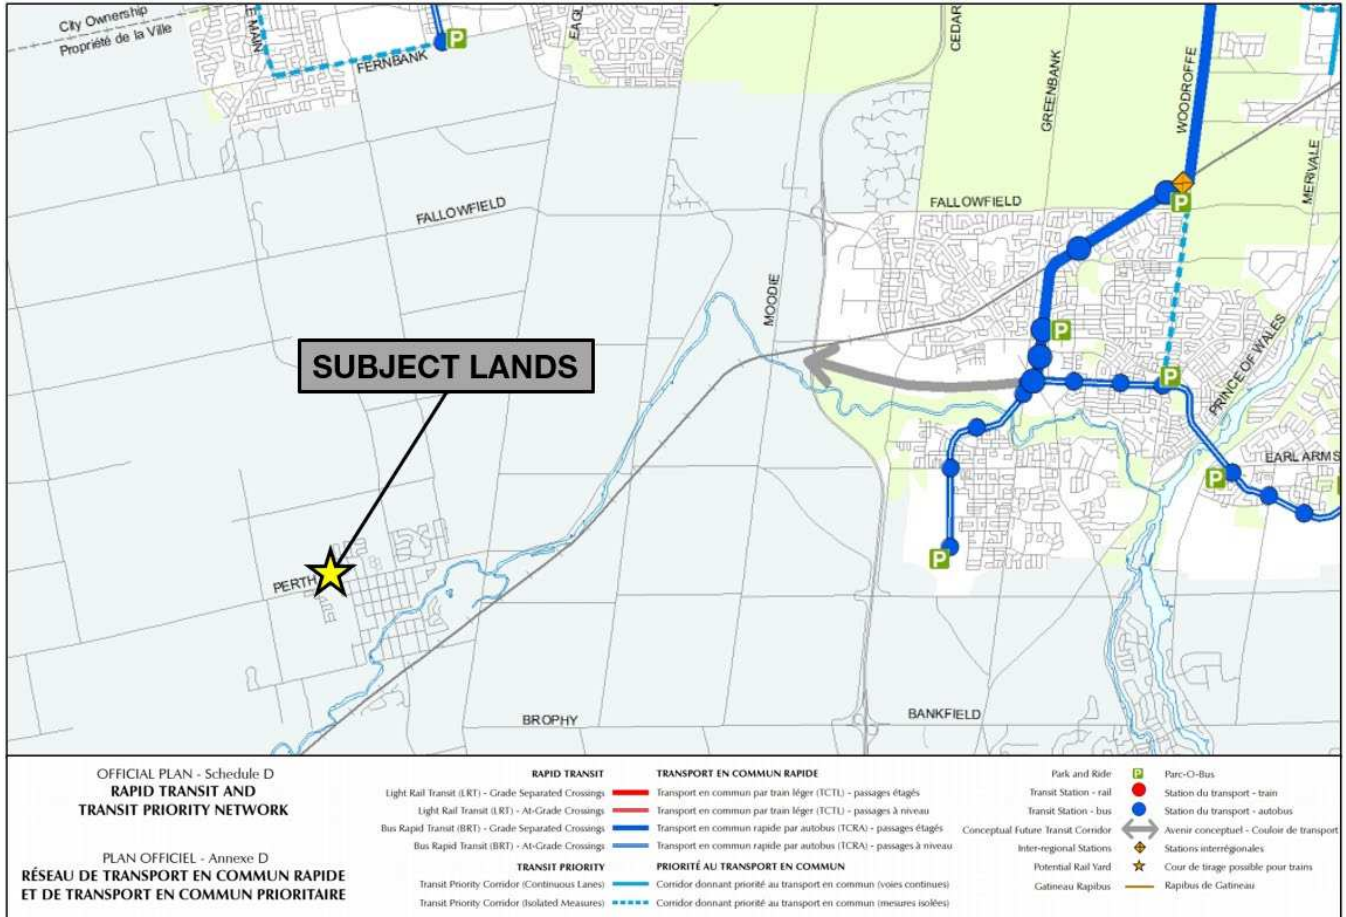 City Ownership
Propriété de la Ville
LE MAIN
FERNBANK
P
EAGL
CEDAR
GREENBANK
WOODROFFE
MERIVALE
FALLOWFIELD
FALLOWFIELD
P
MOODIE
P
PRINCE OF WALES
SUBJECT LANDS
P
EARL ARMS
P
P
PERTH
BROPHY
BANKFIELD
OFFICIAL PLAN - Schedule D
RAPID TRANSIT AND
TRANSIT PRIORITY NETWORK
PLAN OFFICIEL - Annexe D
RÉSEAU DE TRANSPORT EN COMMUN RAPIDE
ET DE TRANSPORT EN COMMUN PRIORITAIRE
RAPID TRANSIT TRANSPORT EN COMMUN RAPIDE
Light Rail Transit (LRT) - Grade Separated Crossings Transport en commun par train léger (TCTL) - passages étagés
Light Rail Transit (LRT) - At-Grade Crossings Transport en commun par train léger (TCTL) - passages à niveau
Bus Rapid Transit (BRT) - Grade Separated Crossings Transport en commun rapide par autobus (TCRA) - passages étagés
Bus Rapid Transit (BRT) - At-Grade Crossings Transport en commun rapide par autobus (TCRA) - passages à niveau
TRANSIT PRIORITY PRIORITÉ AU TRANSPORT EN COMMUN
Transit Priority Corridor (Continuous Lanes) Corridor donnant priorité au transport en commun (voies continues)
Transit Priority Corridor (Isolated Measures) Corridor donnant priorité au transport en commun (mesures isolées)
Park and Ride P Parc-O-Bus
Transit Station - rail Station du transport - train
Transit Station - bus Station du transport - autobus
Conceptual Future Transit Corridor Avenir conceptuel - Couloir de transport
Inter-regional Stations Stations interrégionales
Potential Rail Yard Cour de tirage possible pour trains
Gatineau Rapibus Rapibus de Gatineau